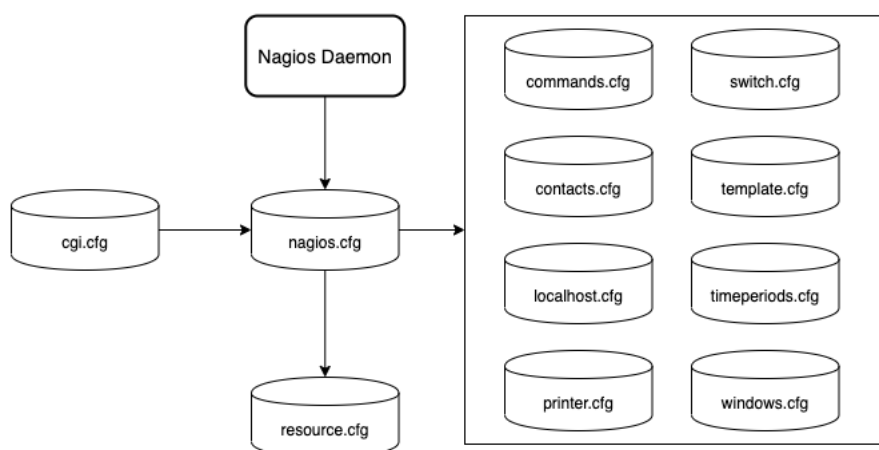 Nagios Daemon
commands.cfg
switch.cfg
contacts.cfg
template.cfg
cgi.cfg
nagios.cfg
localhost.cfg
timeperiods.cfg
printer.cfg
windows.cfg
resource.cfg